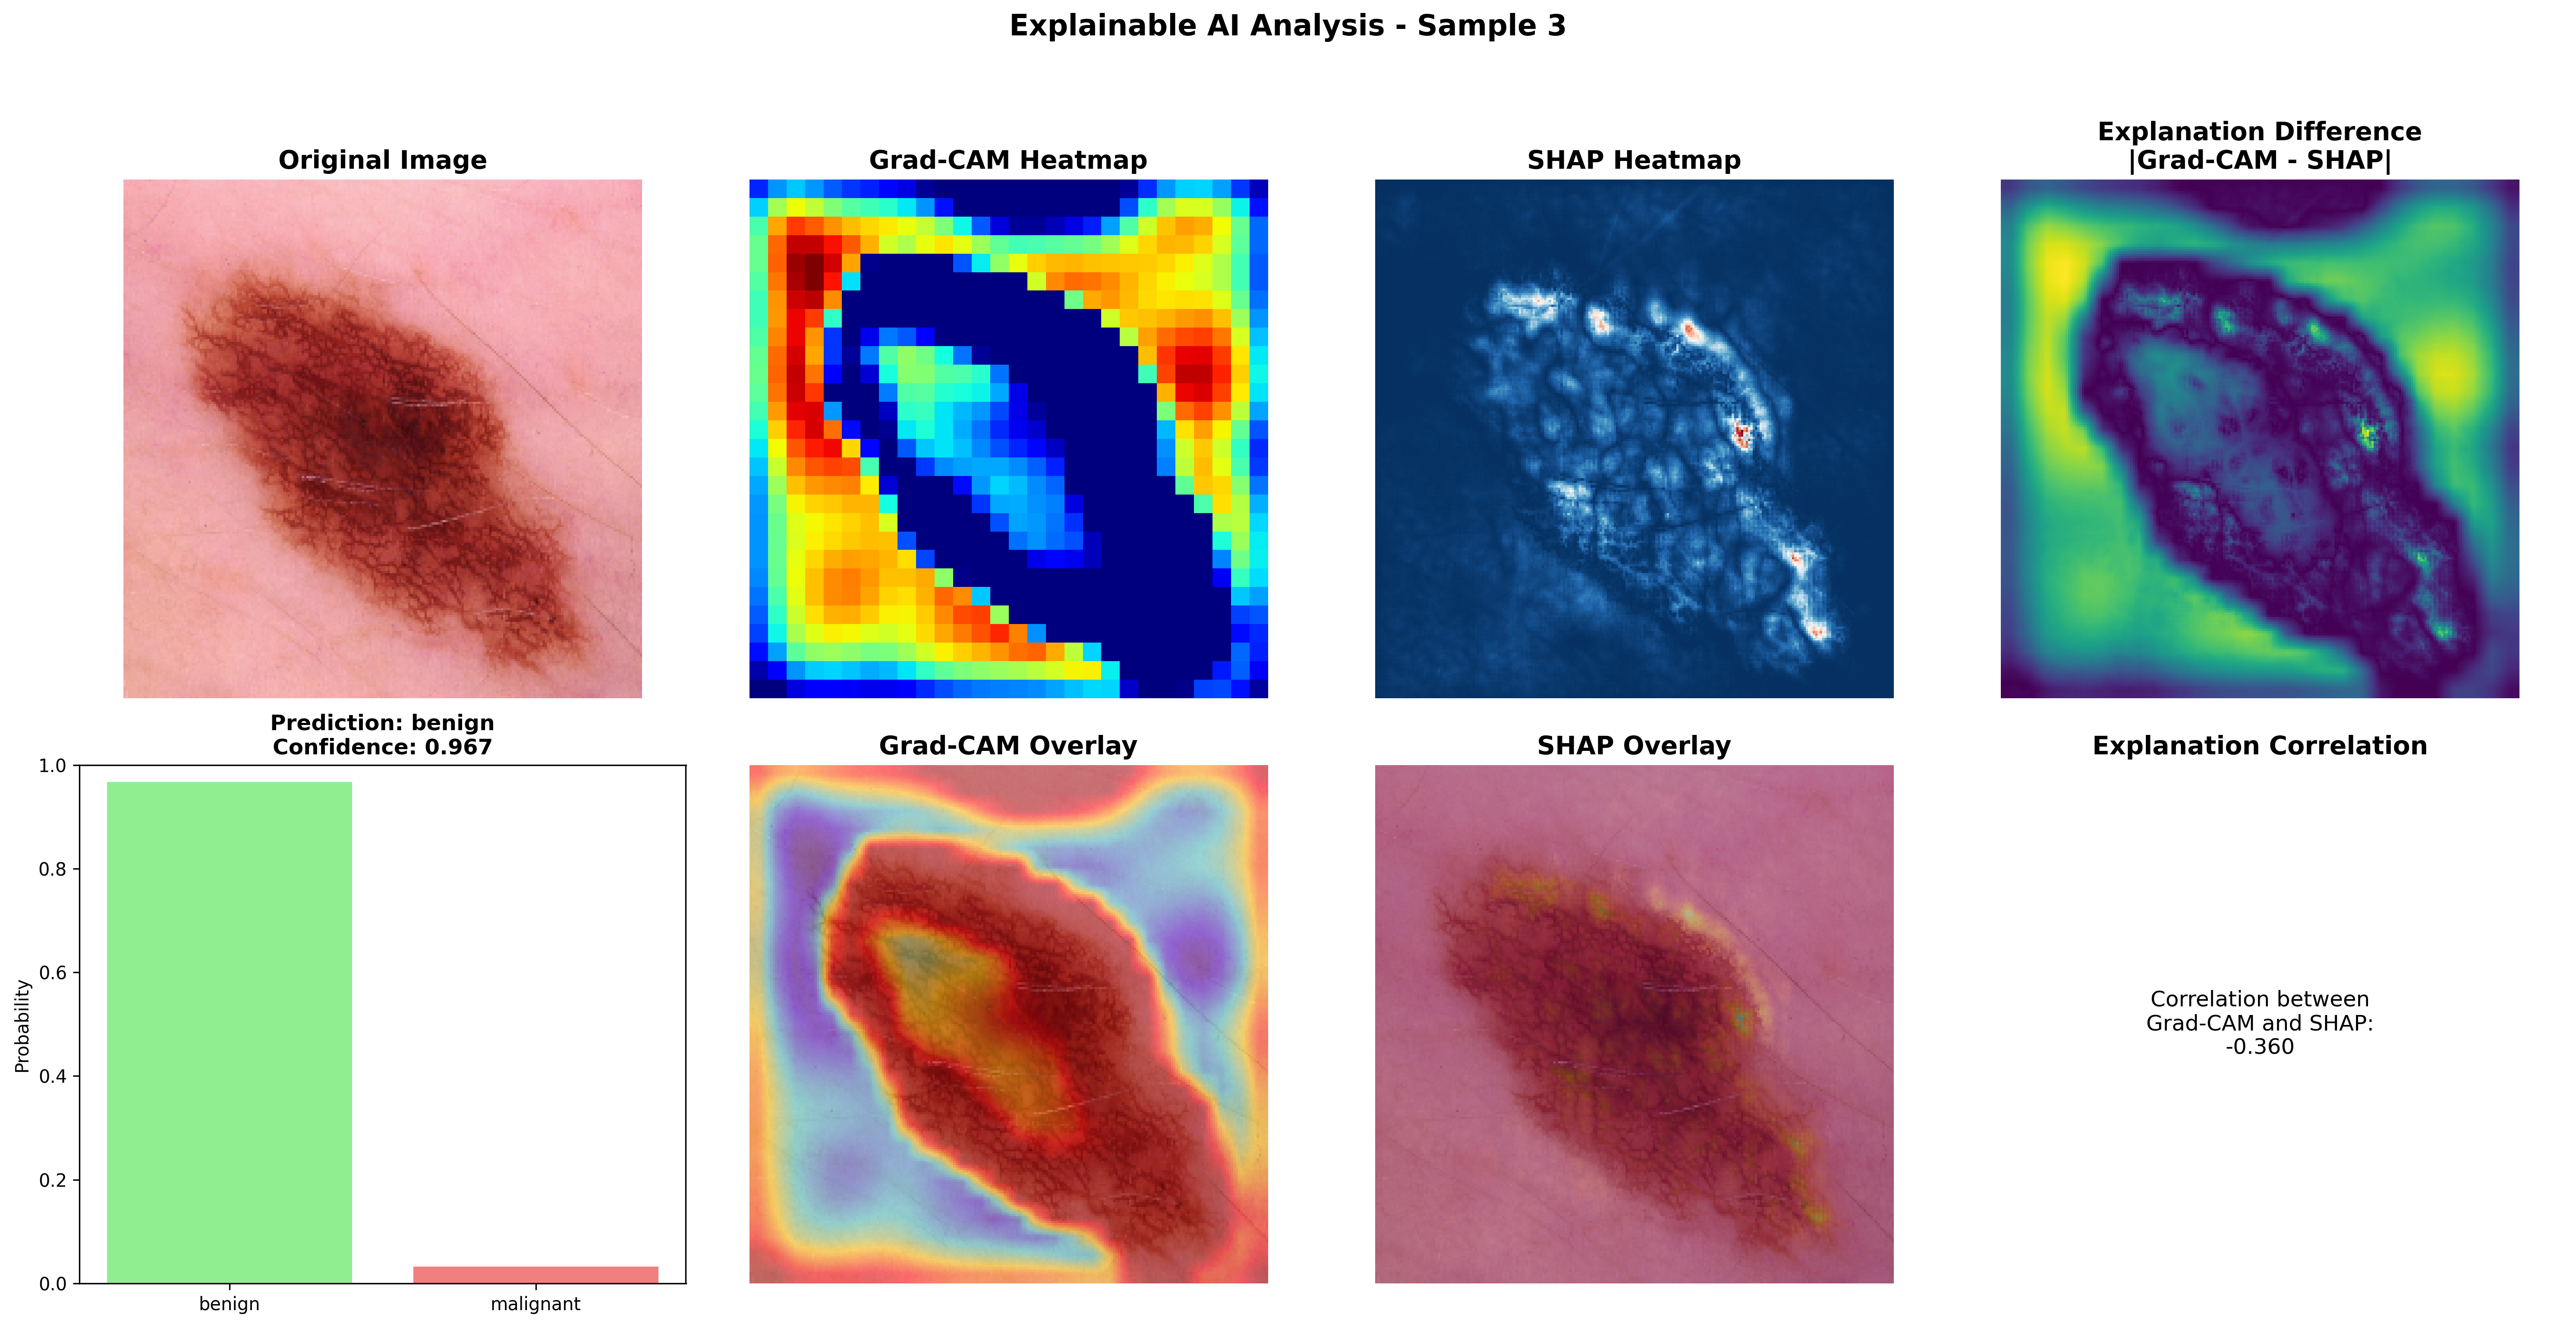 Explainable AI Analysis - Sample 3
Original Image
Grad-CAM Heatmap
SHAP Heatmap
Explanation Difference
|Grad-CAM - SHAP|
Prediction: benign
Confidence: 0.967
Probability
1.0
0.8
0.6
0.4
0.2
0.0
benign
malignant
Grad-CAM Overlay
SHAP Overlay
Explanation Correlation
Correlation between
Grad-CAM and SHAP:
-0.360